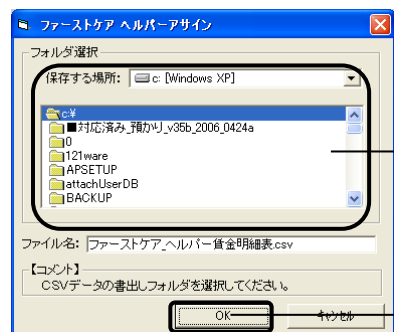 ファーストケア ヘルパーアサイン
フォルダ選択
保存する場所: c: [Windows XP]
c:¥
■対応済み_預かり_v35b_2006_0424a
0
121ware
APSETUP
attachUserDB
BACKUP
ファイル名: ファーストケア_ヘルパー賃金明細表.csv
【コメント】
CSVデータの書出しフォルダを選択してください。
OK キャンセル